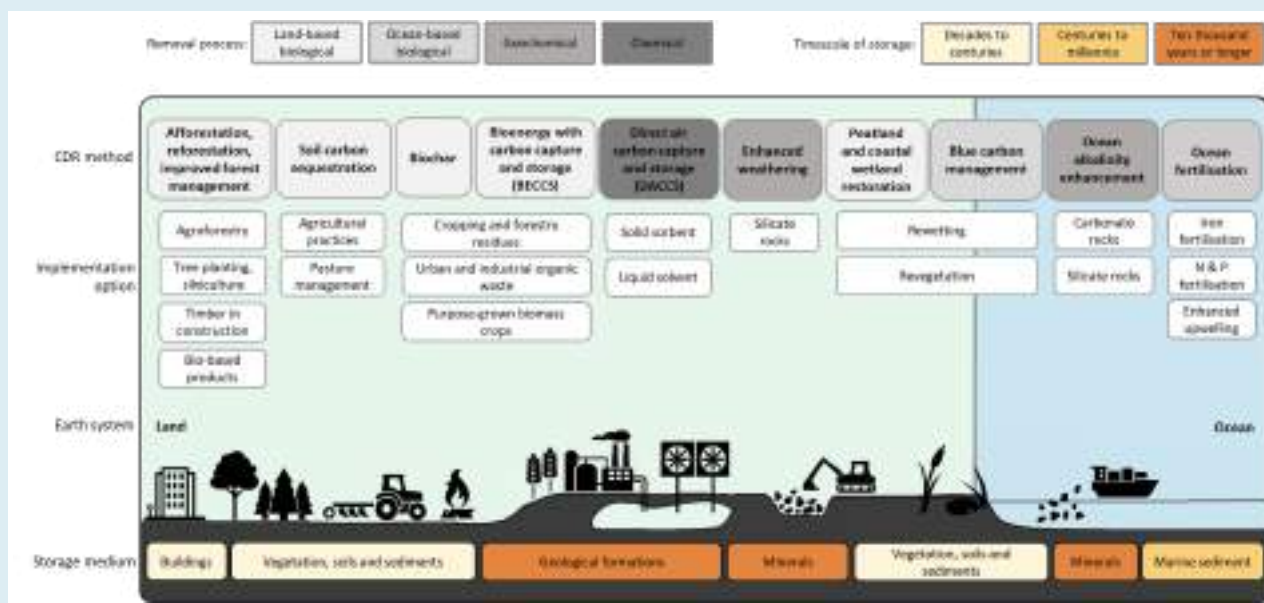 Removal process:
Land-based
biological
Ocean-based
biological
Geochemical
Chemical
Timescale of storage:
Decades to
centuries
Centuries to
millennia
Ten thousand
years or longer
CDR method
Afforestation,
reforestation,
improved forest
management
Soil carbon
sequestration
Biochar
Bioenergy with
carbon capture
and storage
(BECCS)
Direct air
carbon capture
and storage
(DACCS)
Enhanced
weathering
Peatland
and coastal
wetland
restoration
Blue carbon
management
Ocean
alkalinity
enhancement
Ocean
fertilisation
Implementation
option
Agroforestry
Tree planting,
silviculture
Timber in
construction
Bio-based
products
Agricultural
practices
Pasture
management
Cropping and forestry
residues
Urban and industrial organic
waste
Purpose-grown biomass
crops
Solid sorbent
Liquid solvent
Silicate
rocks
Rewetting
Revegetation
Carbonate
rocks
Silicate rocks
Iron
fertilisation
N & P
fertilisation
Enhanced
upwelling
Earth system
Land
Ocean
Storage medium
Buildings
Vegetation, soils and sediments
Geological formations
Minerals
Vegetation, soils and
sediments
Minerals
Marine sediment